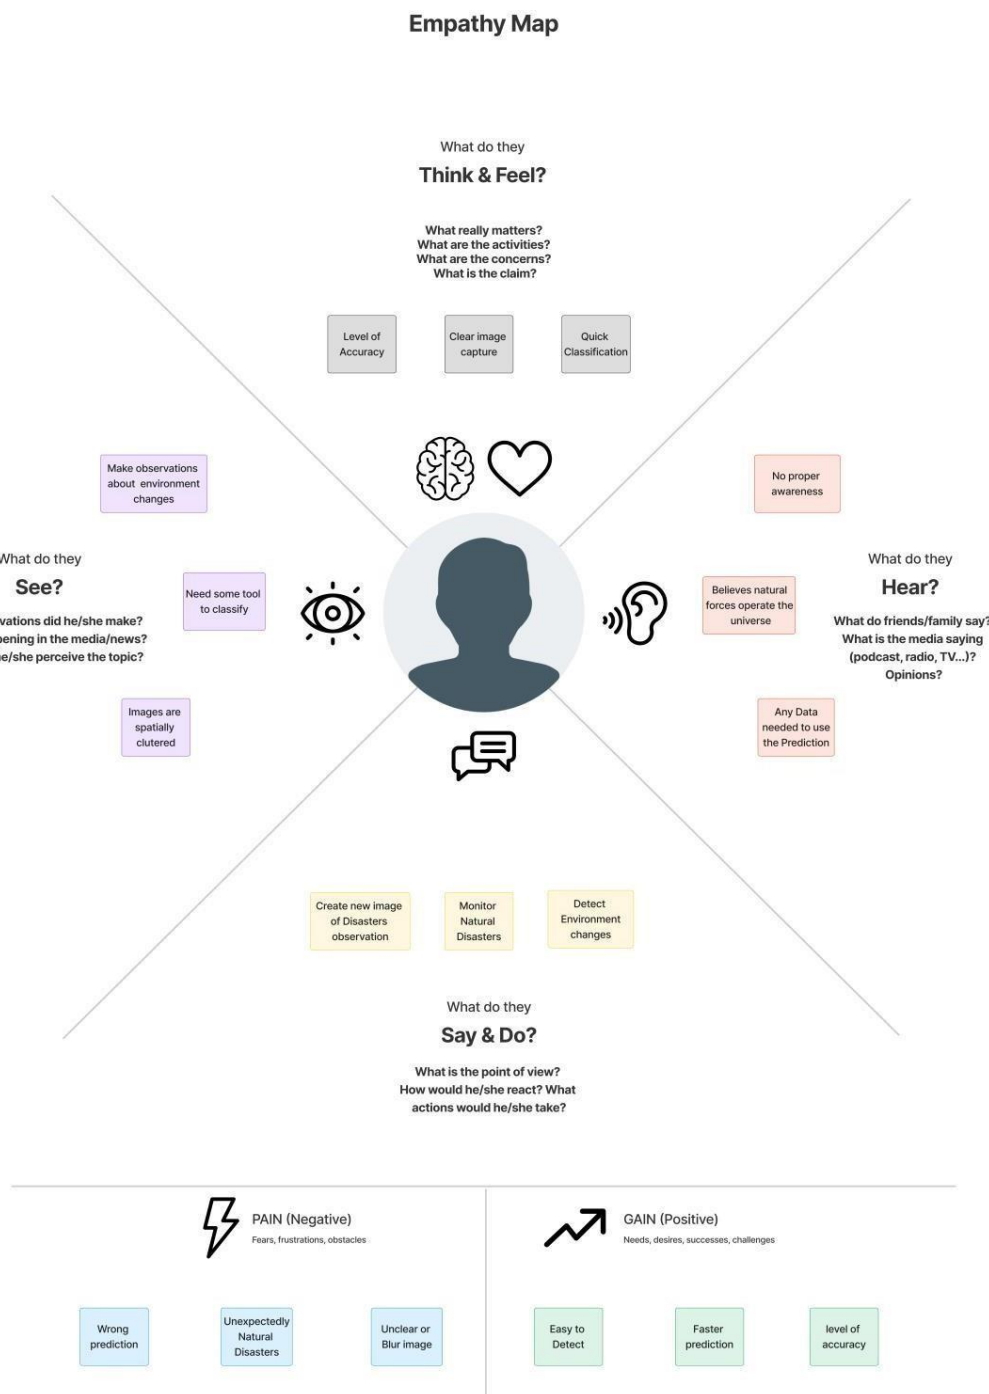 Empathy Map
What do they
Think & Feel?
What really matters?
What are the activities?
What are the concerns?
What is the claim?
Level of
Accuracy
Clear image
capture
Quick
Classification
Make observations
about environment
changes
What do they
See?
vations did he/she make?
pening in the media/news?
e/she perceive the topic?
Need some tool
to classify
Images are
spatially
clutered
No proper
awareness
Believes natural
forces operate the
universe
Any Data
needed to use
the Prediction
What do they
Hear?
What do friends/family say?
What is the media saying
(podcast, radio, TV...)?
Opinions?
Create new image
of Disasters
observation
Monitor
Natural
Disasters
Detect
Environment
changes
What do they
Say & Do?
What is the point of view?
How would he/she react? What
actions would he/she take?
PAIN (Negative)
Fears, frustrations, obstacles
Wrong
prediction
Unexpectedly
Natural
Disasters
Unclear or
Blur image
GAIN (Positive)
Needs, desires, successes, challenges
Easy to
Detect
Faster
prediction
level of
accuracy